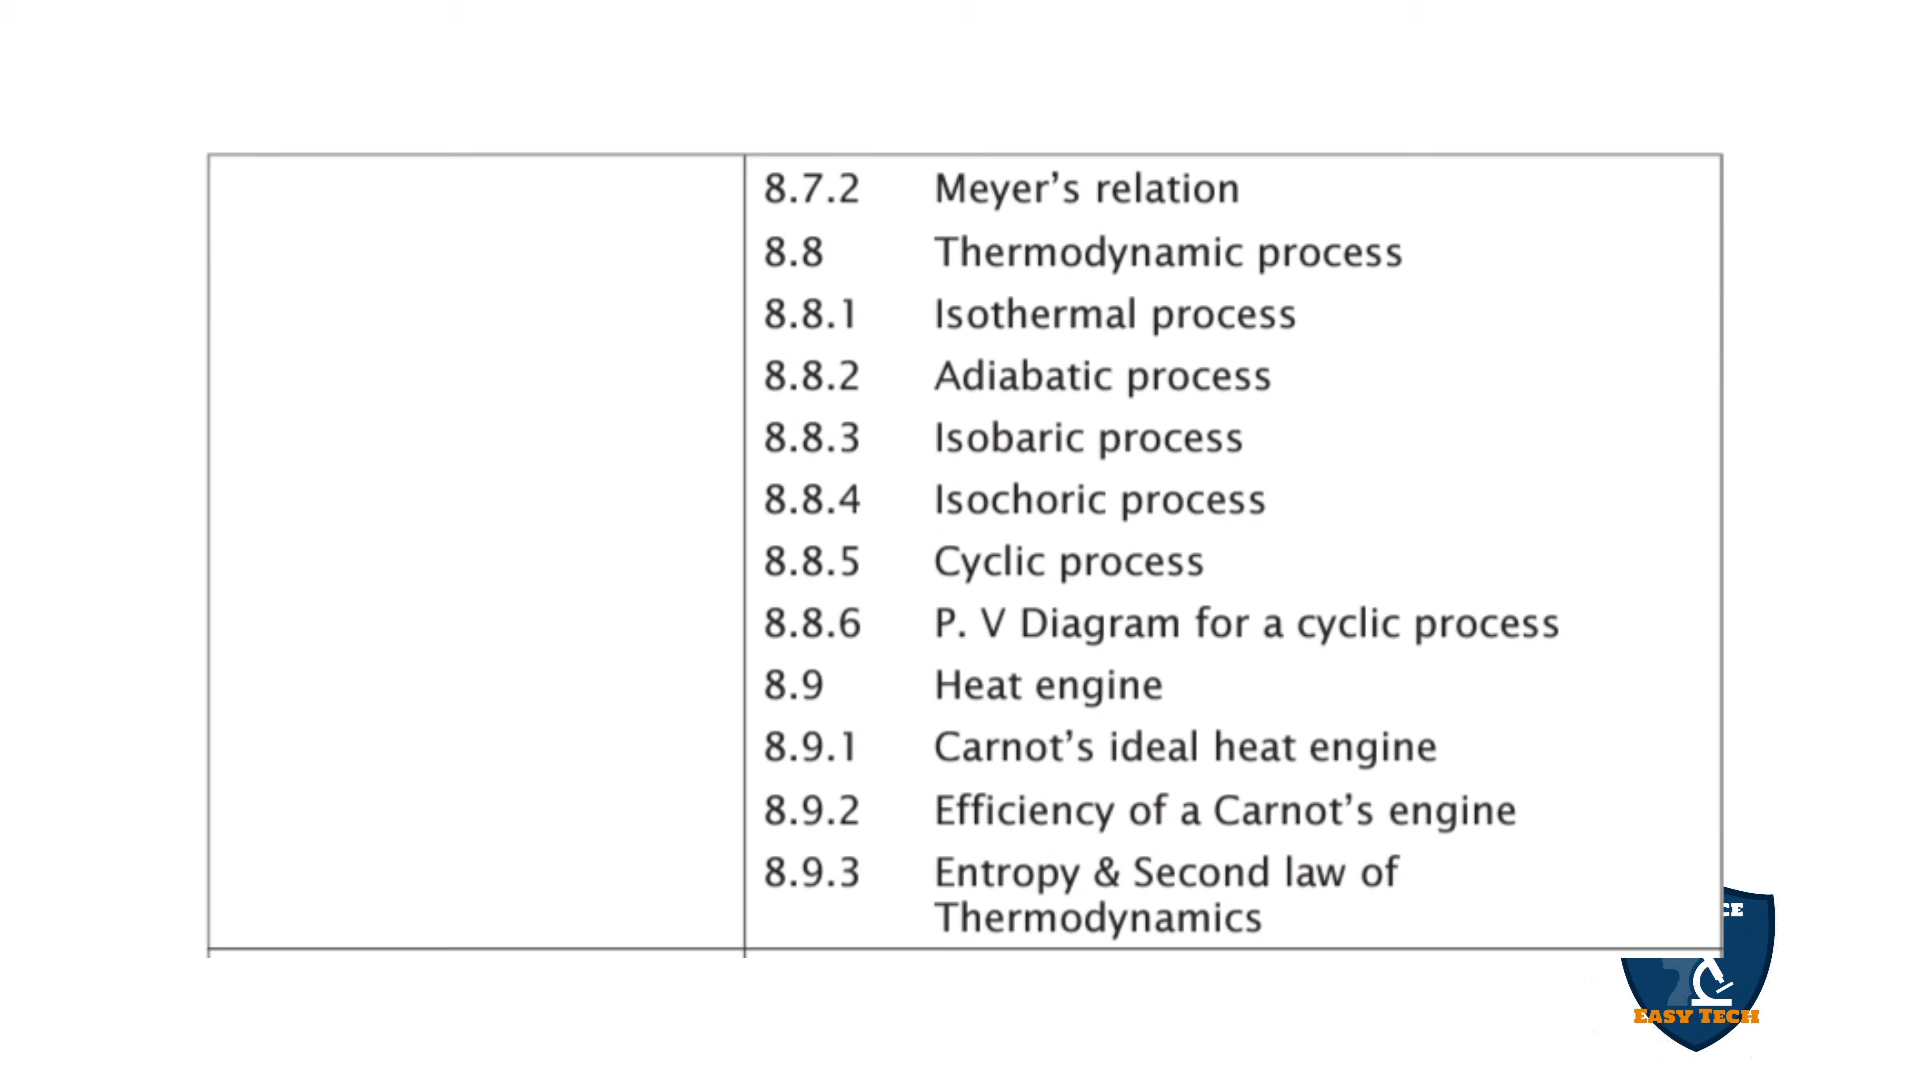 8.7.2 Meyer’s relation
8.8 Thermodynamic process
8.8.1 Isothermal process
8.8.2 Adiabatic process
8.8.3 Isobaric process
8.8.4 Isochoric process
8.8.5 Cyclic process
8.8.6 P. V Diagram for a cyclic process
8.9 Heat engine
8.9.1 Carnot’s ideal heat engine
8.9.2 Efficiency of a Carnot’s engine
8.9.3 Entropy & Second law of
Thermodynamics
EASY TECH